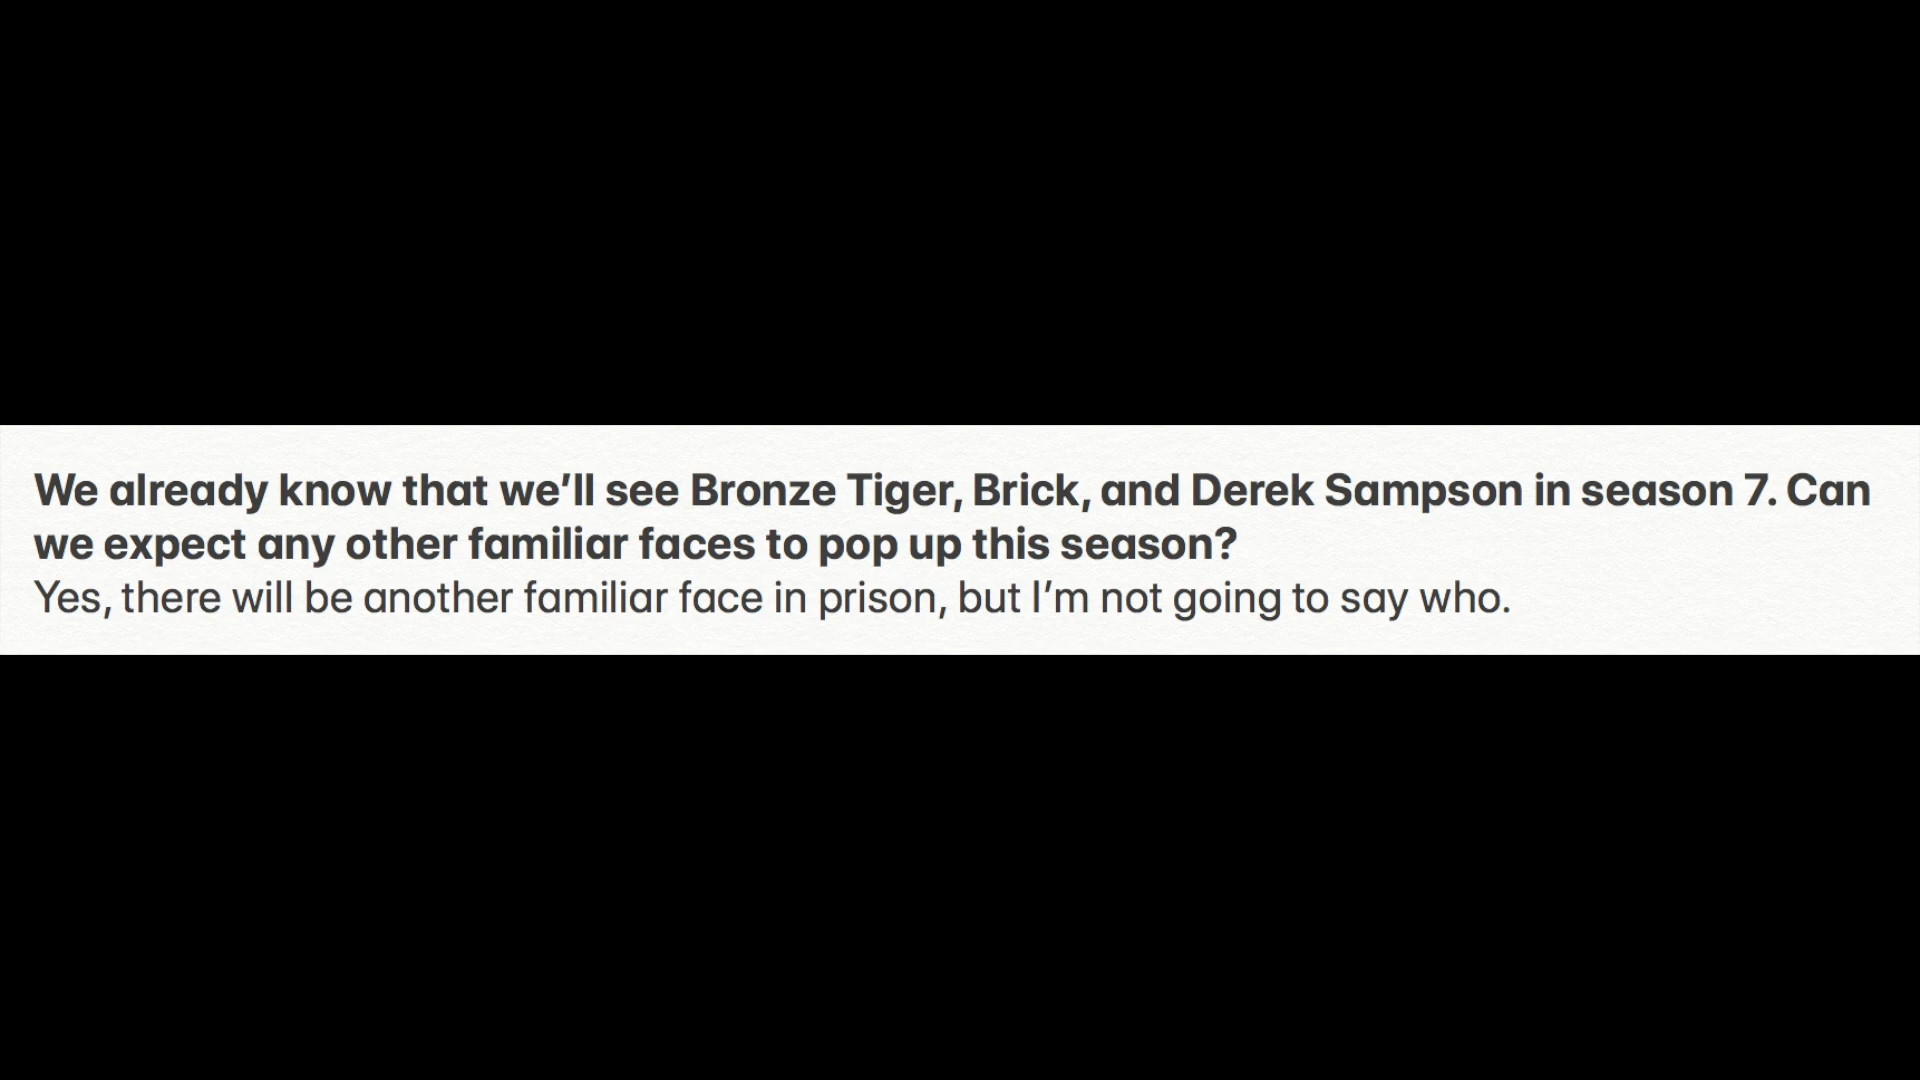 We already know that we’ll see Bronze Tiger, Brick, and Derek Sampson in season 7. Can
we expect any other familiar faces to pop up this season?
Yes, there will be another familiar face in prison, but I’m not going to say who.